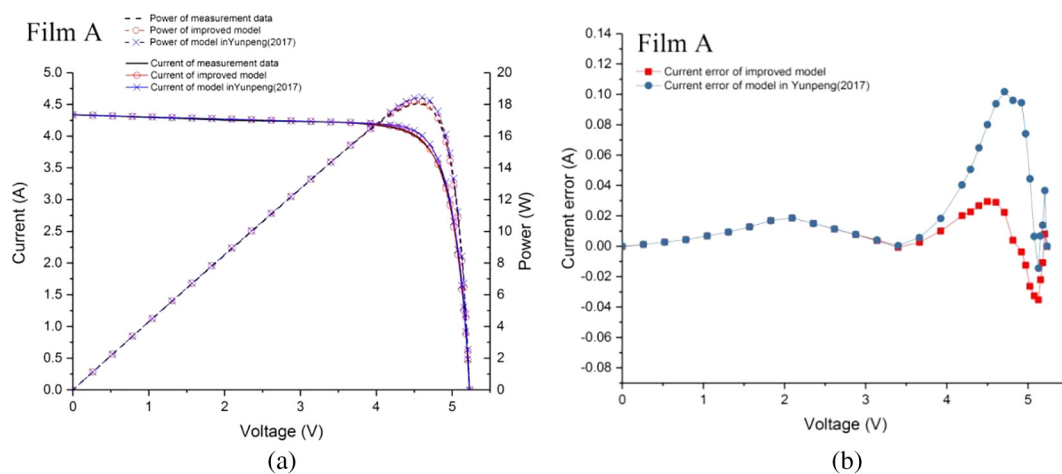 Film A
Power of measurement data
Power of improved model
Power of model inYunpeng(2017)
Current of measurement data
Current of improved model
Current of model inYunpeng(2017)
5.0
4.5
4.0
3.5
3.0
2.5
2.0
1.5
1.0
0.5
0.0
Current (A)
20
18
16
14
12
10
8
6
4
2
0
Power (W)
0
1
2
3
4
5
Voltage (V)
(a)
Film A
Current error of improved model
Current error of model in Yunpeng(2017)
0.14
0.12
0.10
0.08
0.06
0.04
0.02
0.00
-0.02
-0.04
-0.06
-0.08
Current error (A)
0
1
2
3
4
5
Voltage (V)
(b)